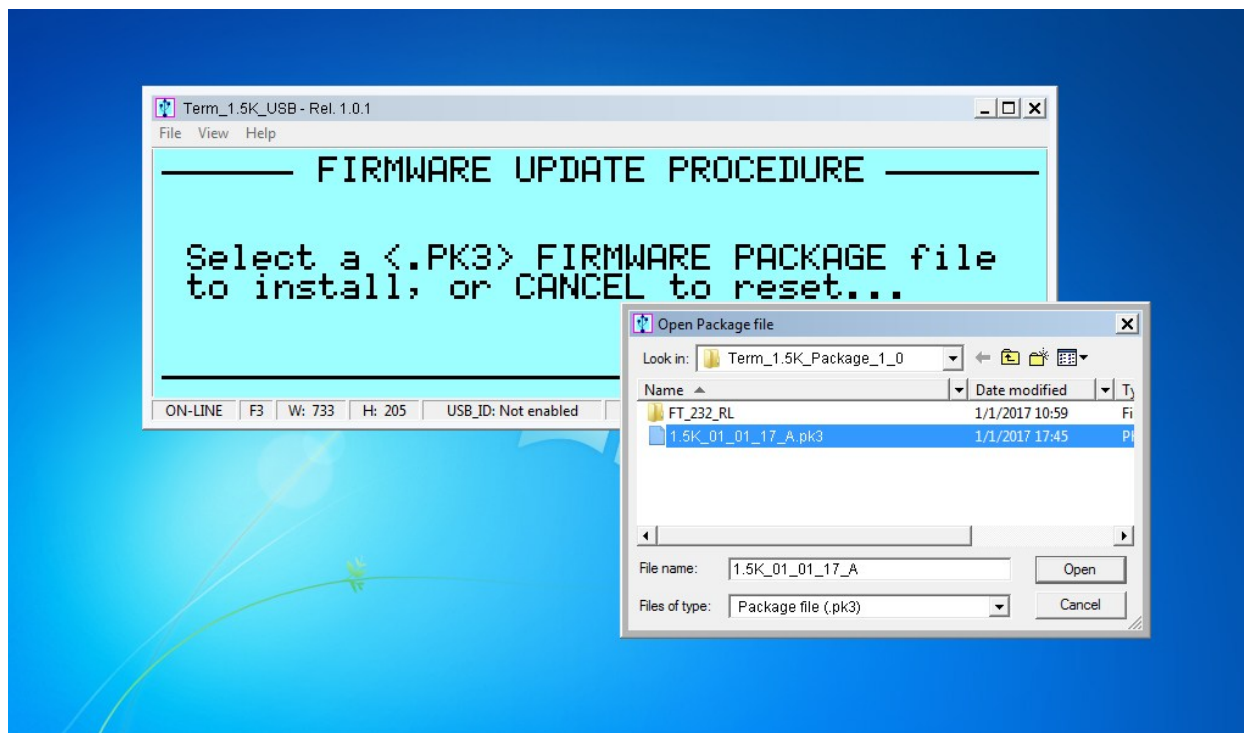 Term_1.5K_USB - Rel. 1.0.1
File View Help
FIRMWARE UPDATE PROCEDURE
Select a <.PK3> FIRMWARE PACKAGE file
to install, or CANCEL to reset...
ON-LINE F3 W: 733 H: 205 USB_ID: Not enabled
Open Package file
Look in: Term_1.5K_Package_1_0
Name Date modified Ty
FT_232_RL 1/1/2017 10:59 Fi
1.5K_01_01_17_A.pk3 1/1/2017 17:45
File name: 1.5K_01_01_17_A Open
Files of type: Package file (.pk3) Cancel